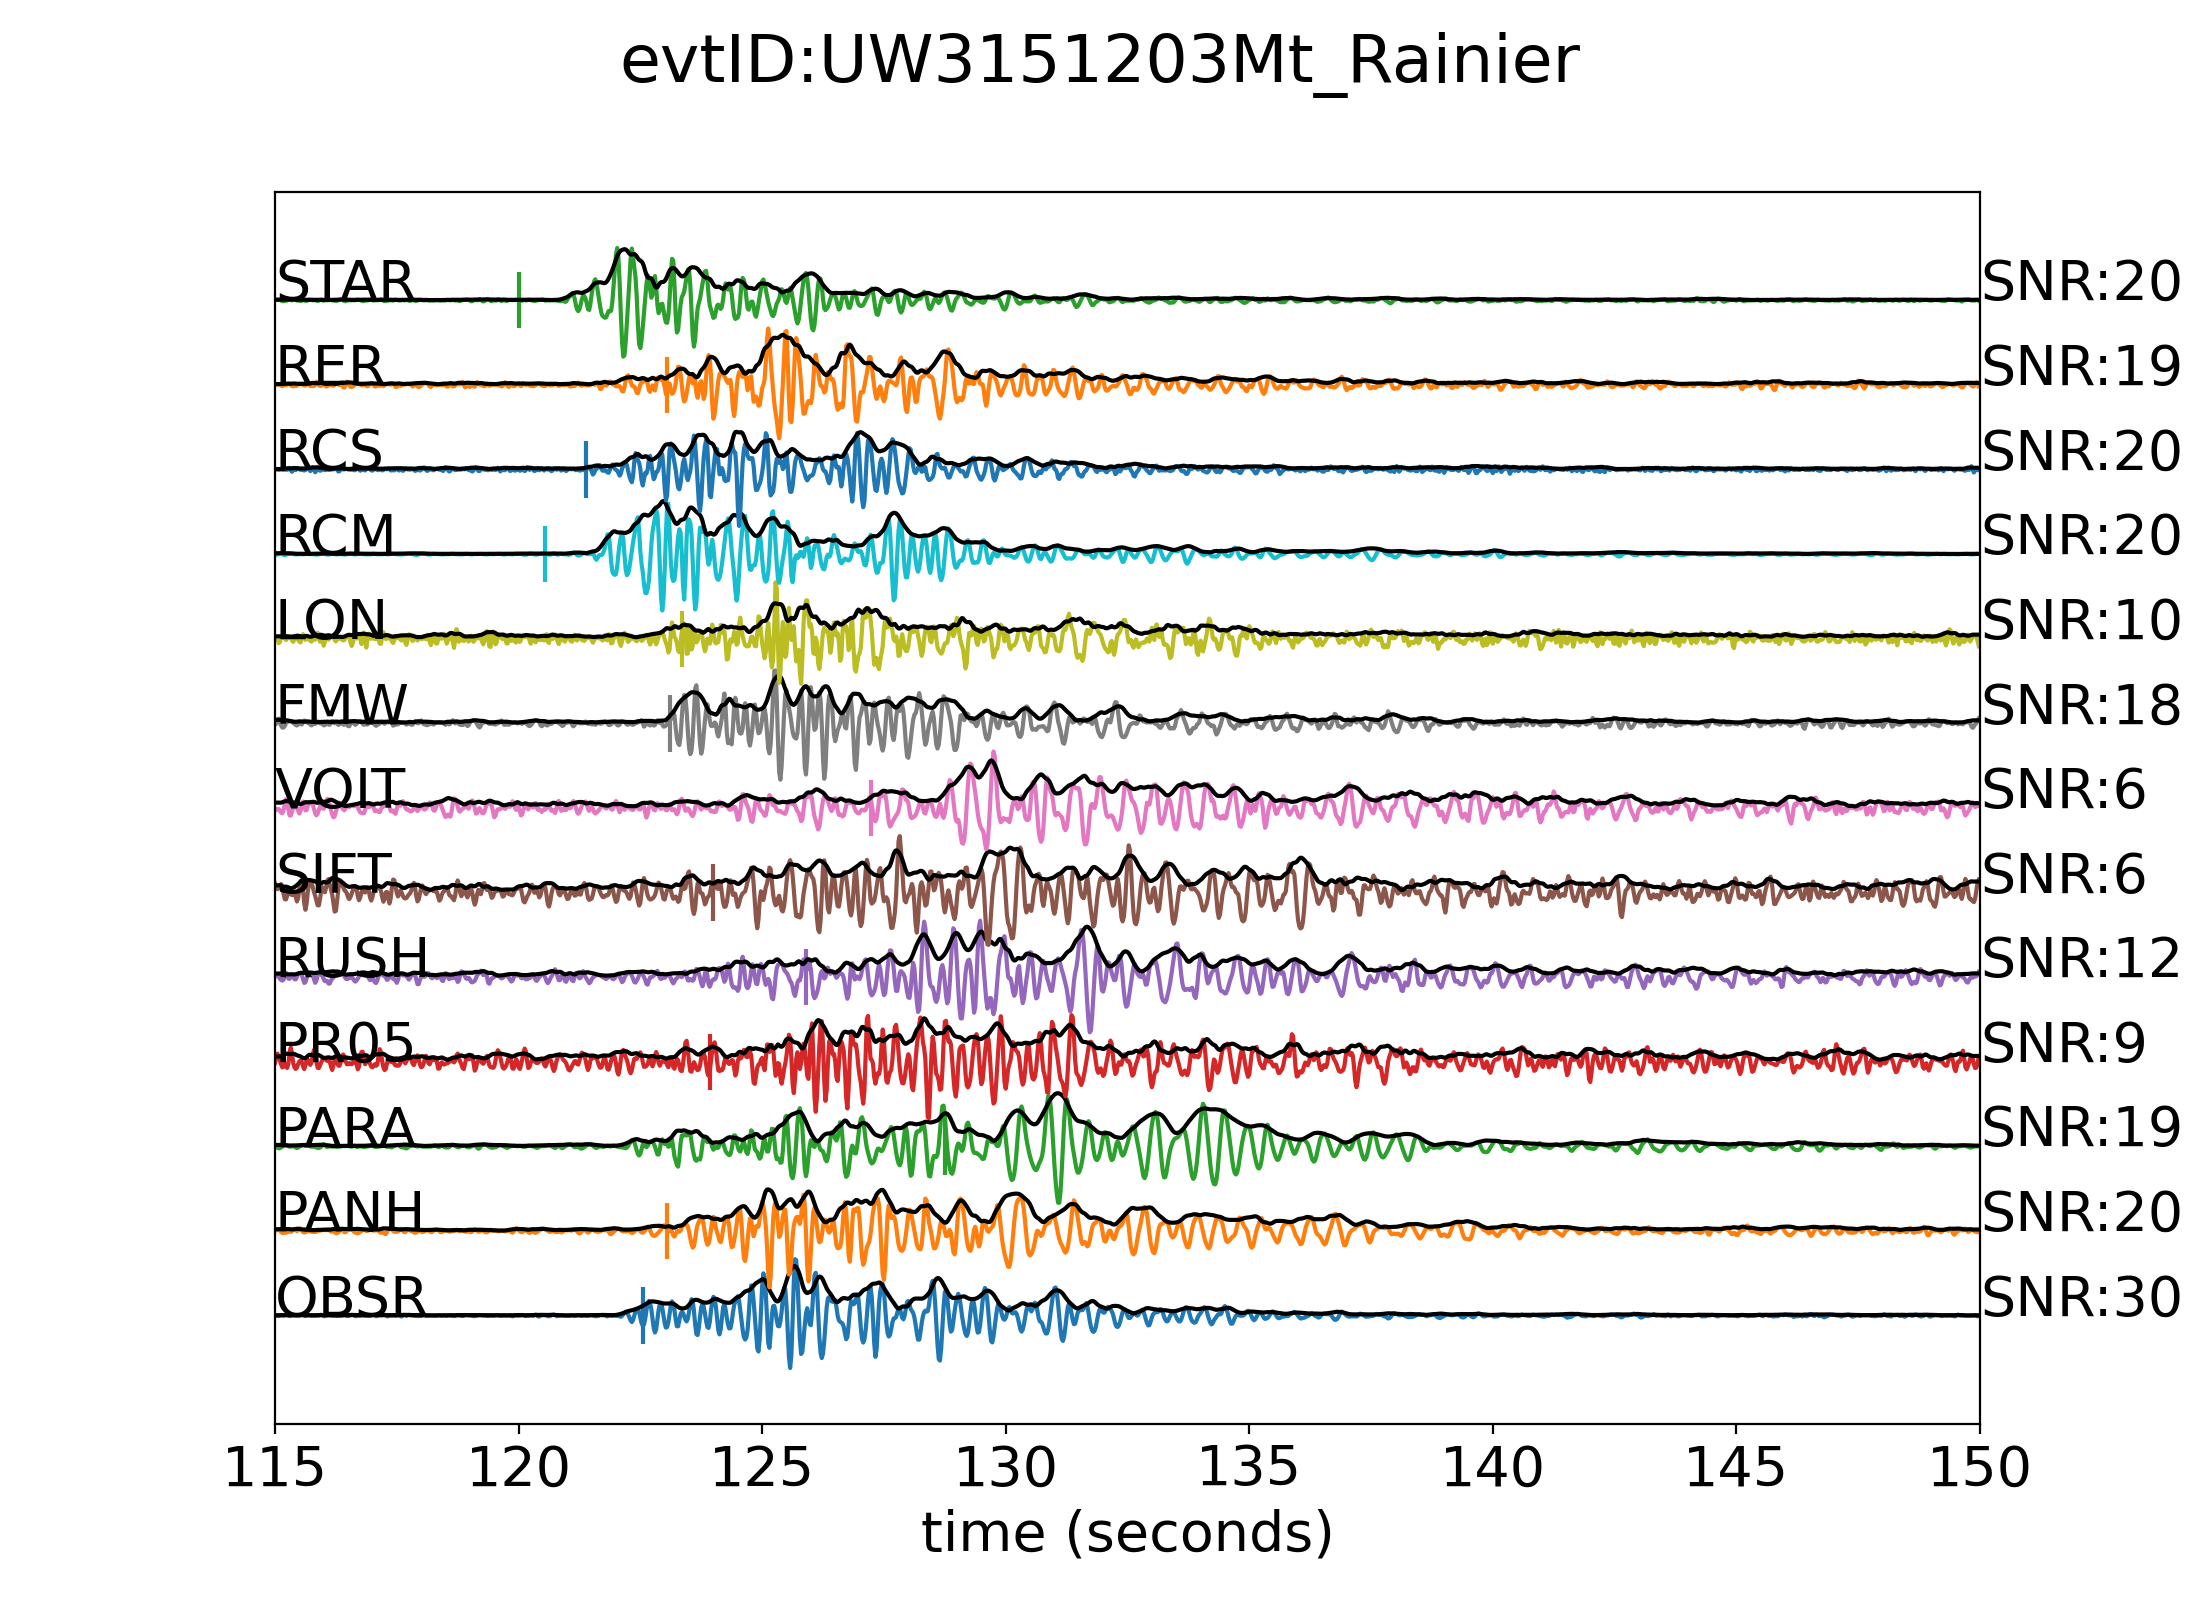 evtID:UW3151203Mt_Rainier
STAR SNR:20
RER SNR:19
RCS SNR:20
RCM SNR:20
LON SNR:10
FMW SNR:18
VOIT SNR:6
SIFT SNR:6
RUSH SNR:12
PR05 SNR:9
PARA SNR:19
PANH SNR:20
OBSR SNR:30
115 120 125 130 135 140 145 150
time (seconds)